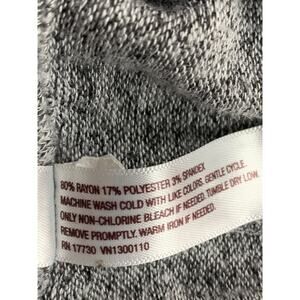 80% RAYON 17% POLYESTER 3% SPANDEX
MACHINE WASH COLD WITH LIKE COLORS. GENTLE CYCLE.
ONLY NON-CHLORINE BLEACH IF NEEDED. TUMBLE DRY LOW.
REMOVE PROMPTLY. WARM IRON IF NEEDED.
RN 17730 VN1300110